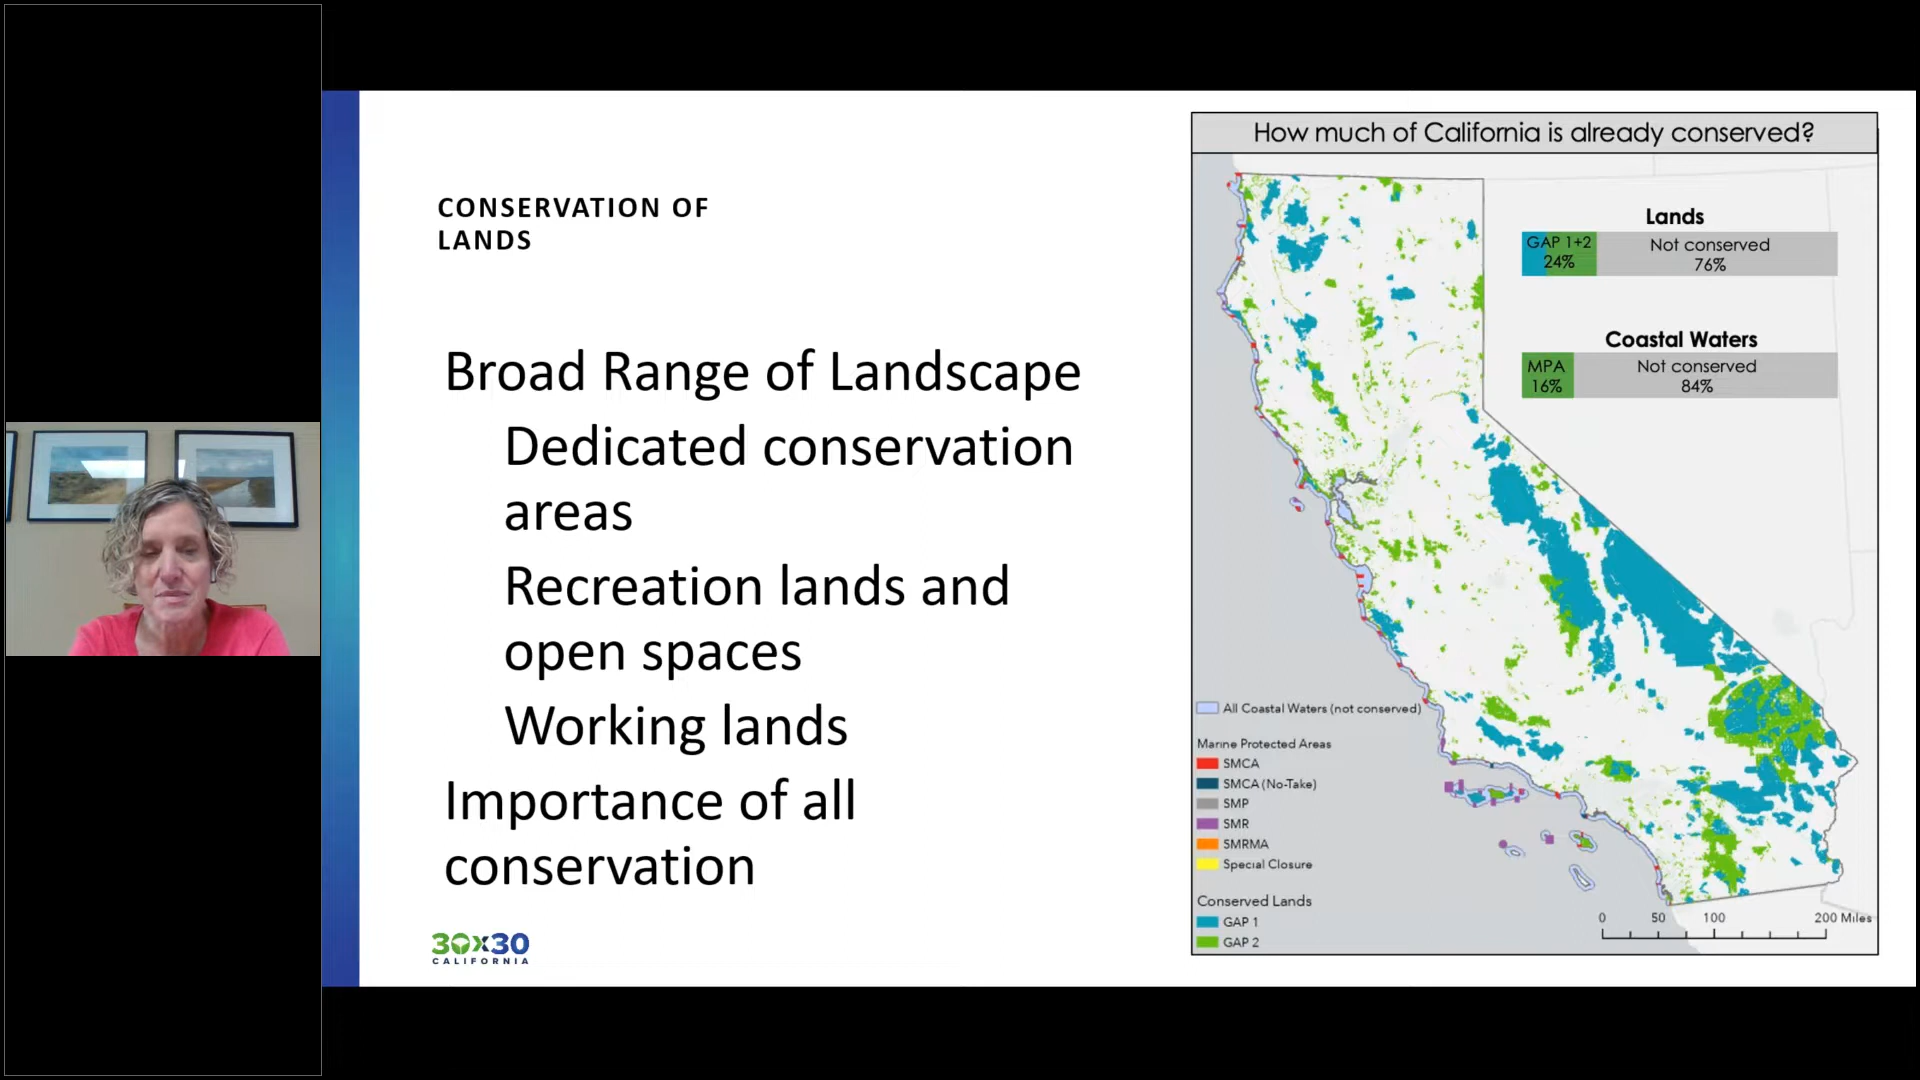 CONSERVATION OF
LANDS
Broad Range of Landscape
Dedicated conservation
areas
Recreation lands and
open spaces
Working lands
Importance of all
conservation
30x30
CALIFORNIA
How much of California is already conserved?
Lands
GAP 1+2
24%
Not conserved
76%
Coastal Waters
MPA
16%
Not conserved
84%
All Coastal Waters (not conserved)
Marine Protected Areas
SMCA
SMCA (No-Take)
SMP
SMR
SMRMA
Special Closure
Conserved Lands
GAP 1
GAP 2
0 50 100 200 Miles